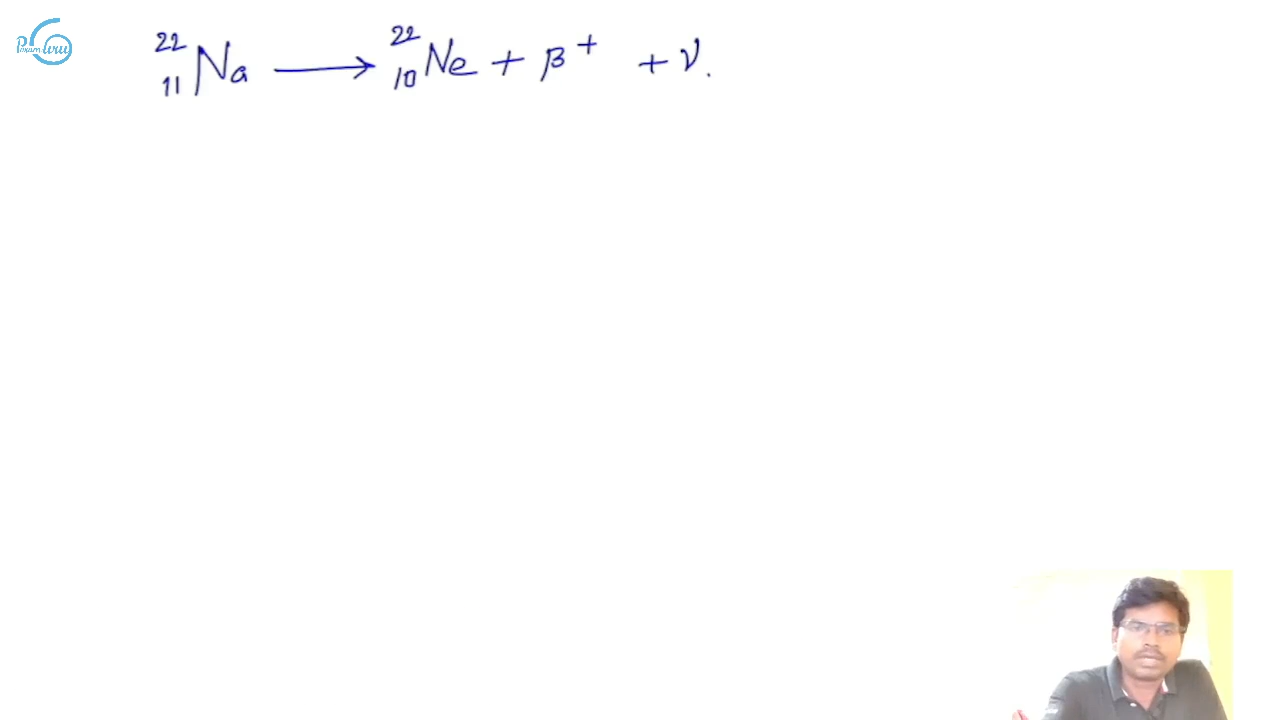 ²²₁₁Na ⟶ ²²₁₀Ne + β⁺ + ν.